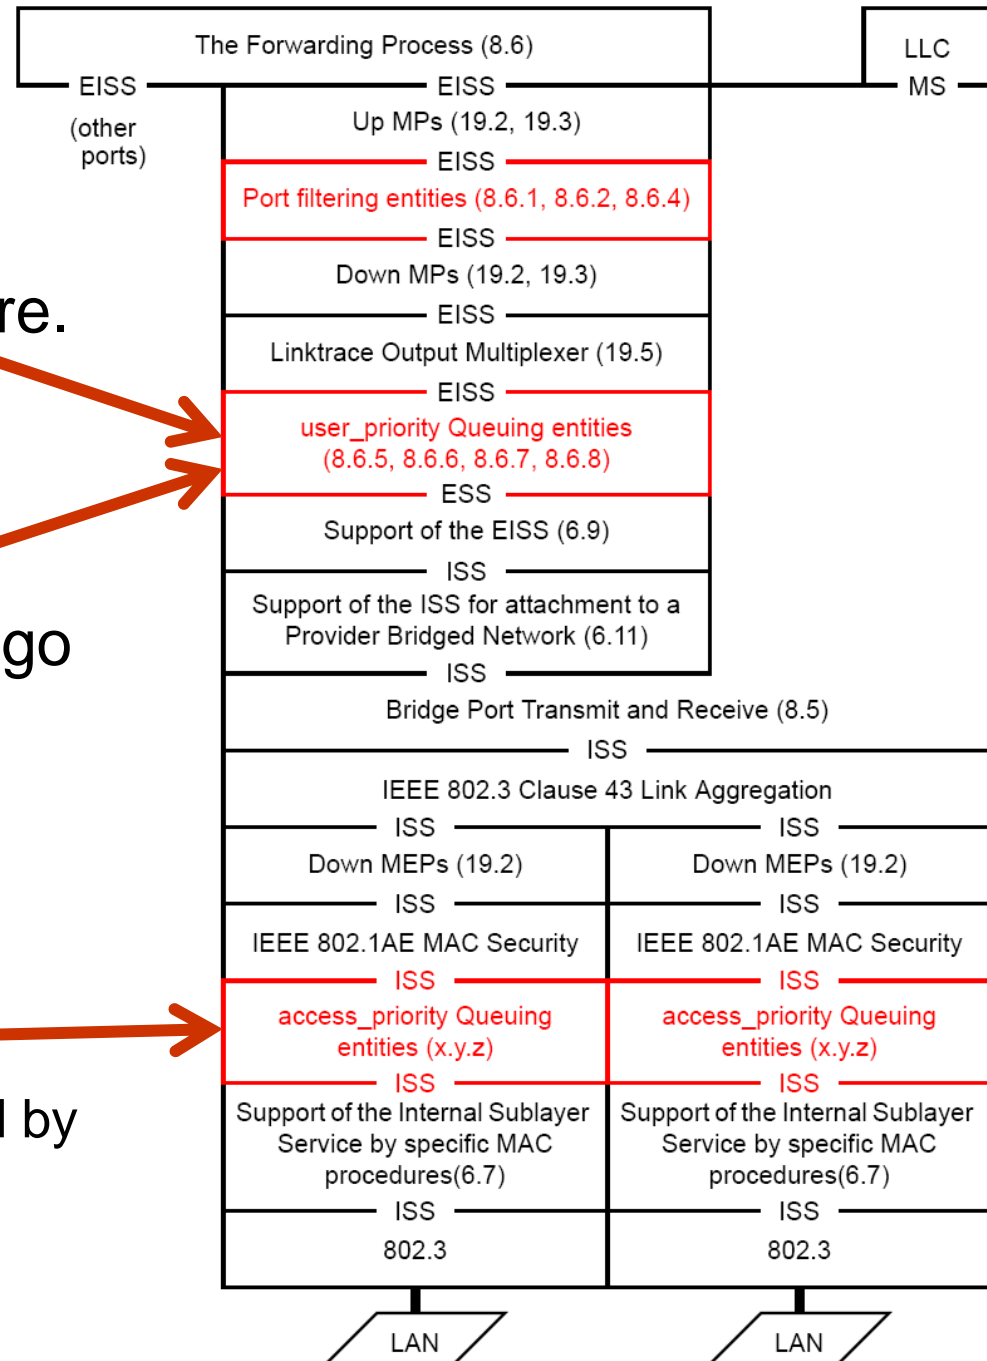 The Forwarding Process (8.6)
LLC
EISS
EISS
MS
(other
ports)
Up MPs (19.2, 19.3)
EISS
Port filtering entities (8.6.1, 8.6.2, 8.6.4)
EISS
Down MPs (19.2, 19.3)
re.
EISS
Linktrace Output Multiplexer (19.5)
EISS
user_priority Queuing entities
(8.6.5, 8.6.6, 8.6.7, 8.6.8)
ESS
Support of the EISS (6.9)
ISS
Support of the ISS for attachment to a
Provider Bridged Network (6.11)
go
ISS
Bridge Port Transmit and Receive (8.5)
ISS
IEEE 802.3 Clause 43 Link Aggregation
ISS
ISS
Down MEPs (19.2)
Down MEPs (19.2)
ISS
ISS
IEEE 802.1AE MAC Security
IEEE 802.1AE MAC Security
ISS
ISS
access_priority Queuing
entities (x.y.z)
access_priority Queuing
entities (x.y.z)
ISS
ISS
by
Support of the Internal Sublayer
Service by specific MAC
procedures(6.7)
Support of the Internal Sublayer
Service by specific MAC
procedures(6.7)
ISS
ISS
802.3
802.3
LAN
LAN